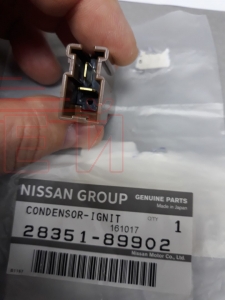 NISSAN GROUP GENUINE PARTS
Made in Japan
CONDENSOR-IGNIT QTY 1
161017
28351-89902
Nissan Motor Co., Ltd.